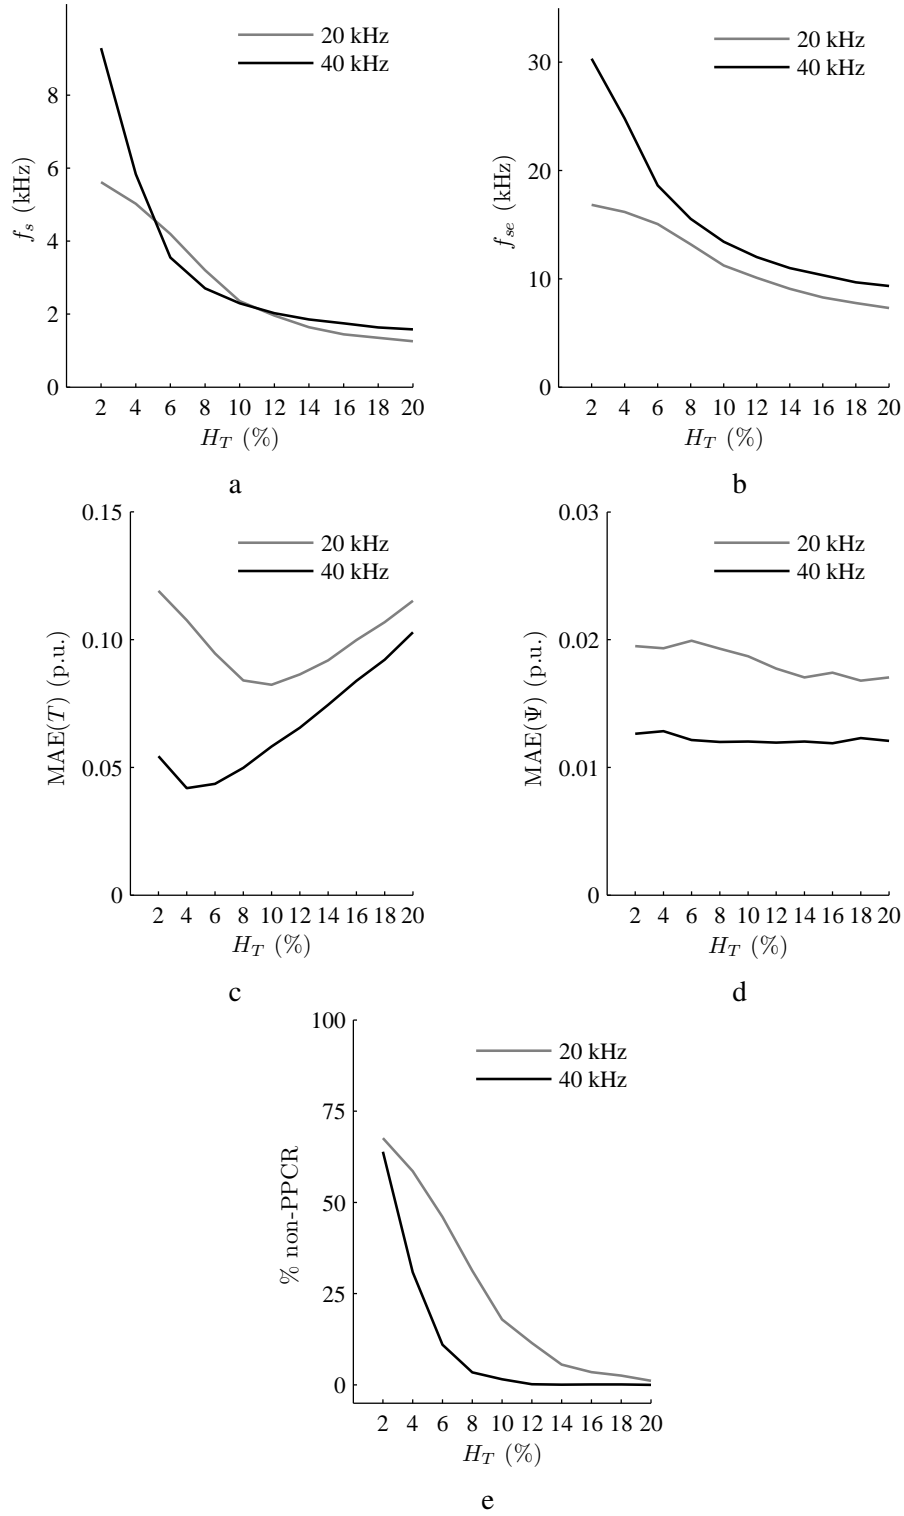 20 kHz
40 kHz
f_s (kHz)
8
6
4
2
0
2 4 6 8 10 12 14 16 18 20
H_T (%)
a
20 kHz
40 kHz
f_se (kHz)
30
20
10
0
2 4 6 8 10 12 14 16 18 20
H_T (%)
b
20 kHz
40 kHz
MAE(T) (p.u.)
0.15
0.10
0.05
0
2 4 6 8 10 12 14 16 18 20
H_T (%)
c
20 kHz
40 kHz
MAE(Ψ) (p.u.)
0.03
0.02
0.01
0
2 4 6 8 10 12 14 16 18 20
H_T (%)
d
20 kHz
40 kHz
% non-PPCR
100
75
50
25
0
2 4 6 8 10 12 14 16 18 20
H_T (%)
e